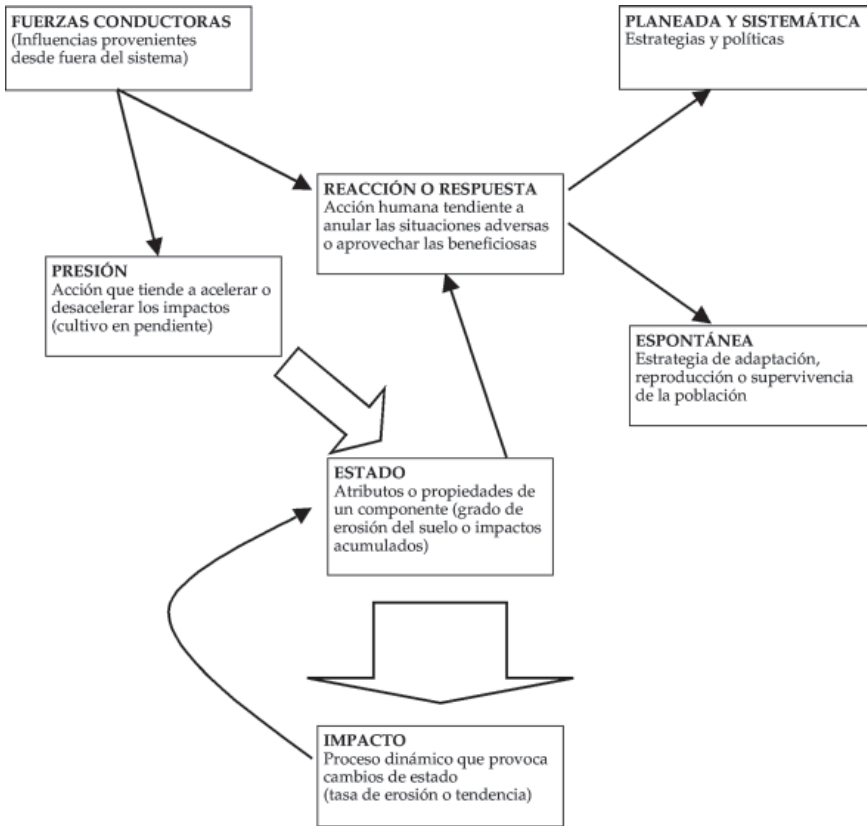 FUERZAS CONDUCTORAS
(Influencias provenientes
desde fuera del sistema)
PLANEADA Y SISTEMÁTICA
Estrategias y políticas
REACCIÓN O RESPUESTA
Acción humana tendiente a
anular las situaciones adversas
o aprovechar las beneficiosas
PRESIÓN
Acción que tiende a acelerar o
desacelerar los impactos
(cultivo en pendiente)
ESPONTÁNEA
Estrategia de adaptación,
reproducción o supervivencia
de la población
ESTADO
Atributos o propiedades de
un componente (grado de
erosión del suelo o impactos
acumulados)
IMPACTO
Proceso dinámico que provoca
cambios de estado
(tasa de erosión o tendencia)